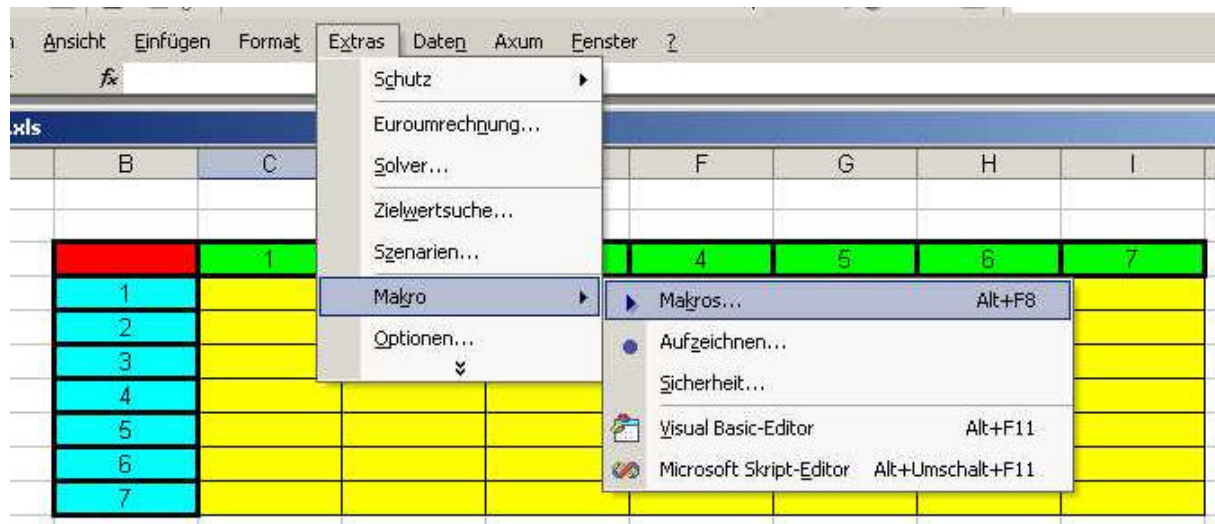 Ansicht Einfügen Format Extras Daten Axum Fenster ?
fx
Schutz
.xls
Euroumrechnung...
B C F G H I
Solver...
Zielwertsuche...
Szenarien...
1 4 5 6 7
1
Makro
Makros... Alt+F8
2
Optionen...
Aufzeichnen...
3
Sicherheit...
4
5
Visual Basic-Editor Alt+F11
6
Microsoft Skript-Editor Alt+Umschalt+F11
7